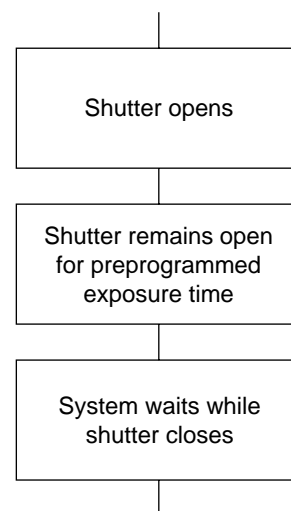 Shutter opens
Shutter remains open
for preprogrammed
exposure time
System waits while
shutter closes